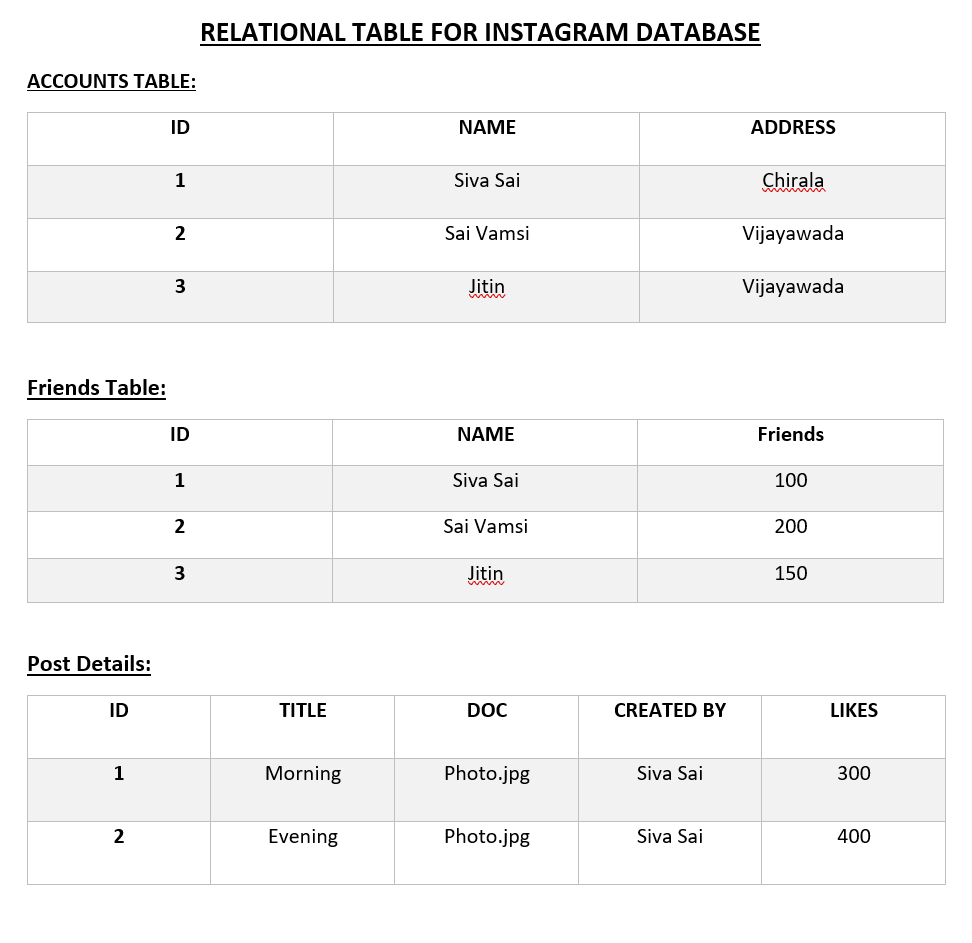 RELATIONAL TABLE FOR INSTAGRAM DATABASE
ACCOUNTS TABLE:
ID NAME ADDRESS
1 Siva Sai Chirala
2 Sai Vamsi Vijayawada
3 Jitin Vijayawada
Friends Table:
ID NAME Friends
1 Siva Sai 100
2 Sai Vamsi 200
3 Jitin 150
Post Details:
ID TITLE DOC CREATED BY LIKES
1 Morning Photo.jpg Siva Sai 300
2 Evening Photo.jpg Siva Sai 400